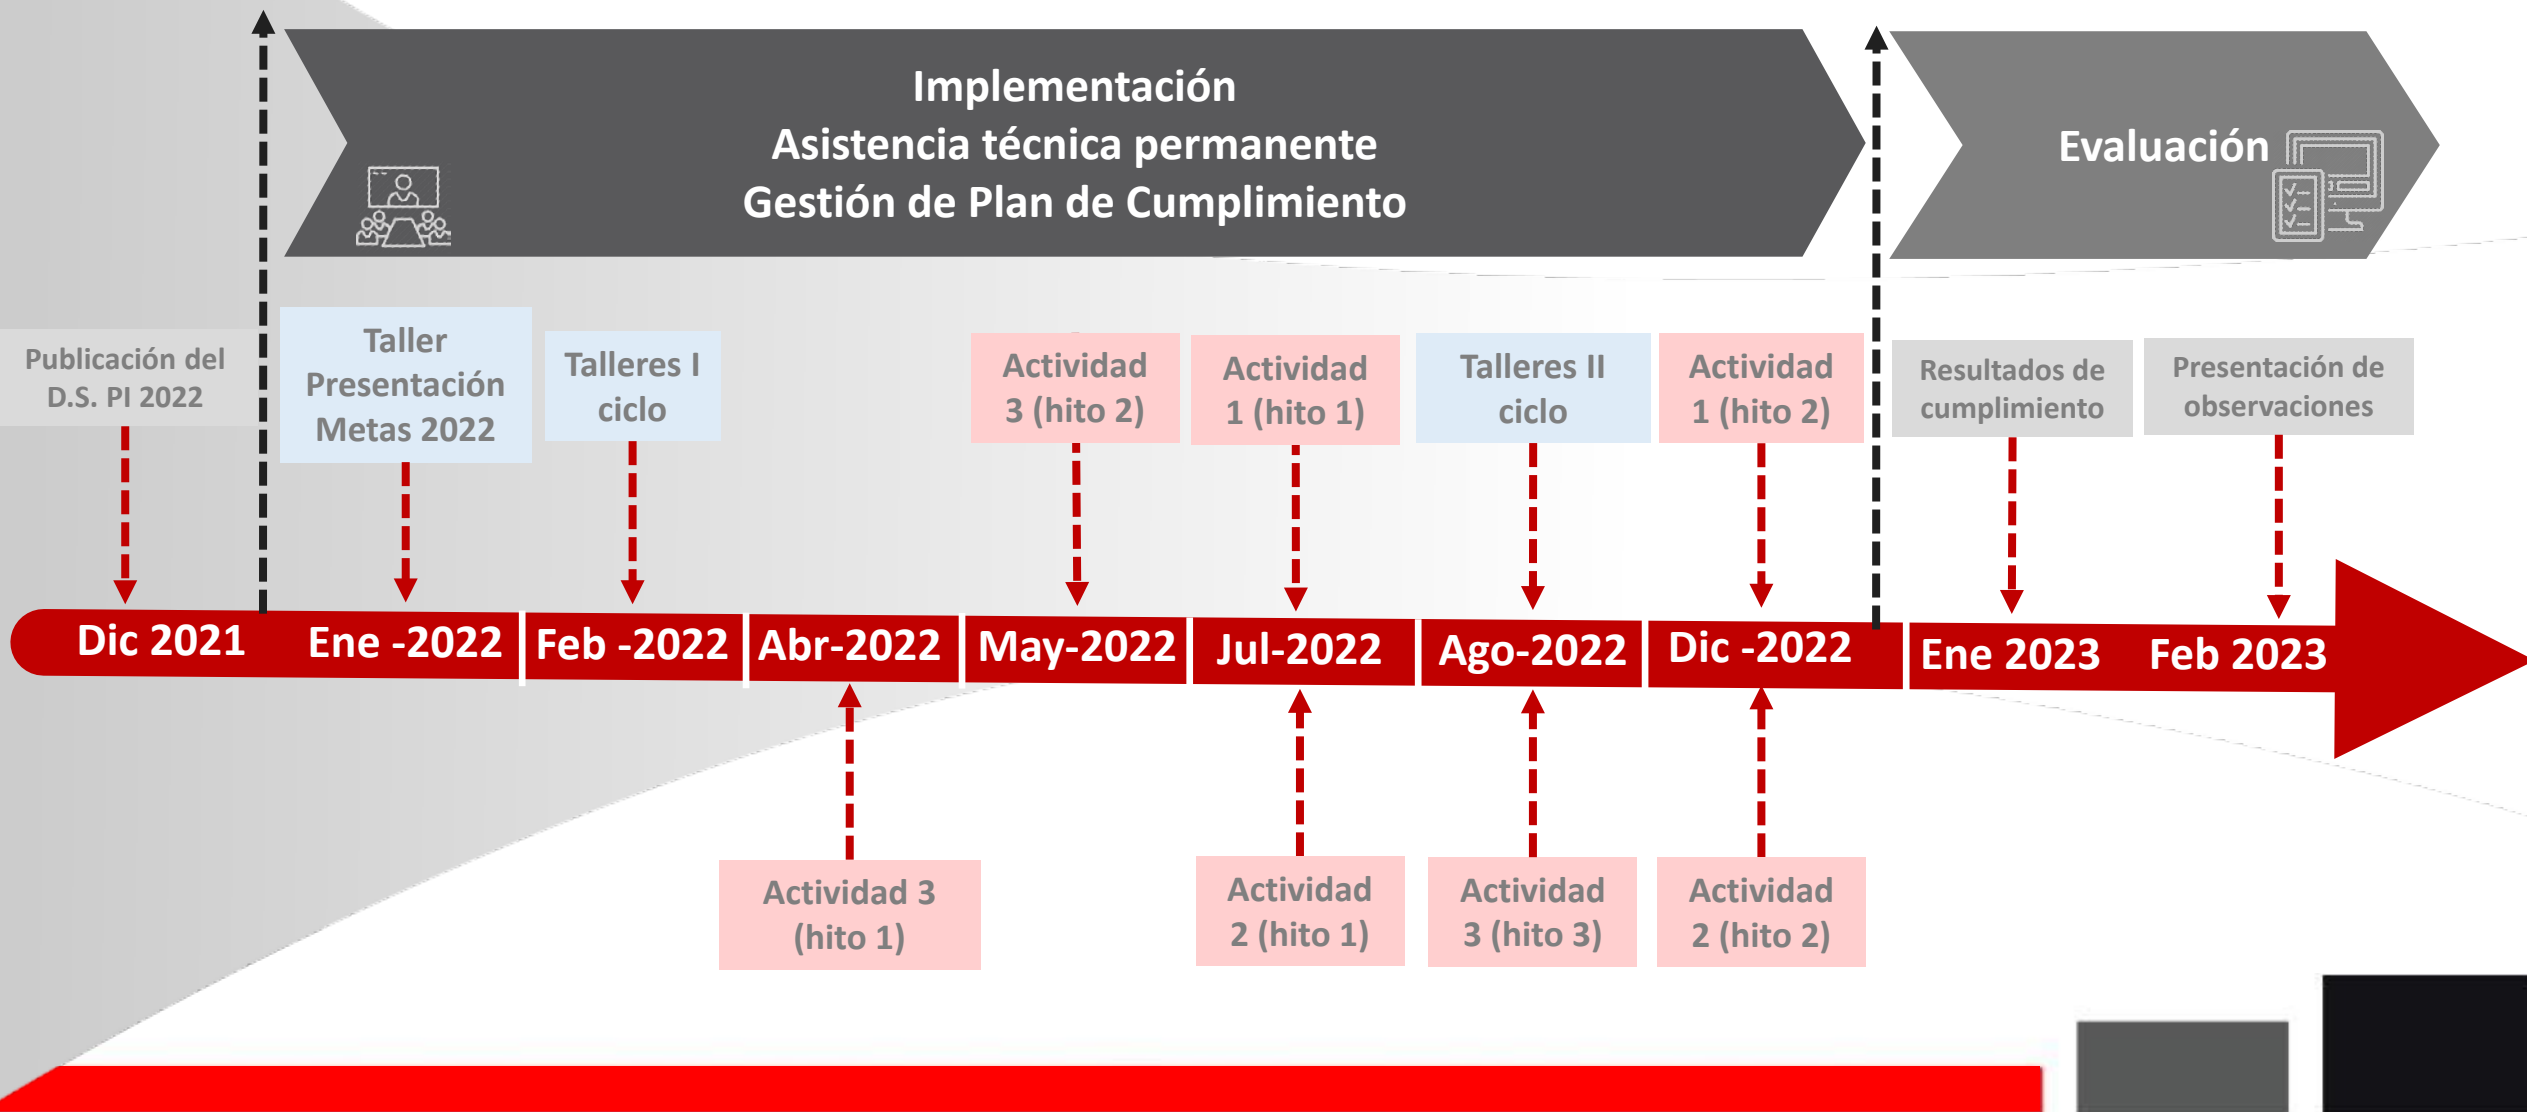 Implementación
Asistencia técnica permanente
Gestión de Plan de Cumplimiento
Evaluación
Publicación del
D.S. PI 2022
Taller
Presentación
Metas 2022
Talleres I
ciclo
Actividad
3 (hito 2)
Actividad
1 (hito 1)
Talleres II
ciclo
Actividad
1 (hito 2)
Resultados de
cumplimiento
Presentación de
observaciones
Dic 2021
Ene -2022
Feb -2022
Abr-2022
May-2022
Jul-2022
Ago-2022
Dic -2022
Ene 2023
Feb 2023
Actividad 3
(hito 1)
Actividad
2 (hito 1)
Actividad
3 (hito 3)
Actividad
2 (hito 2)